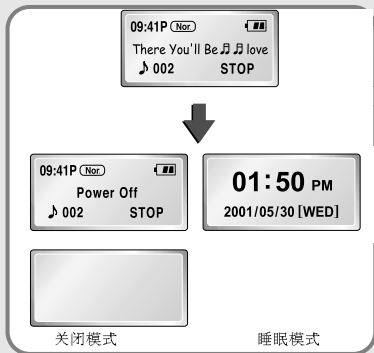 09:41P Nor.
There You'll Be ♫ ♫ love
♪ 002 STOP
09:41P Nor.
Power Off
♪ 002 STOP
01:50 PM
2001/05/30 [WED]
关闭模式 睡眠模式